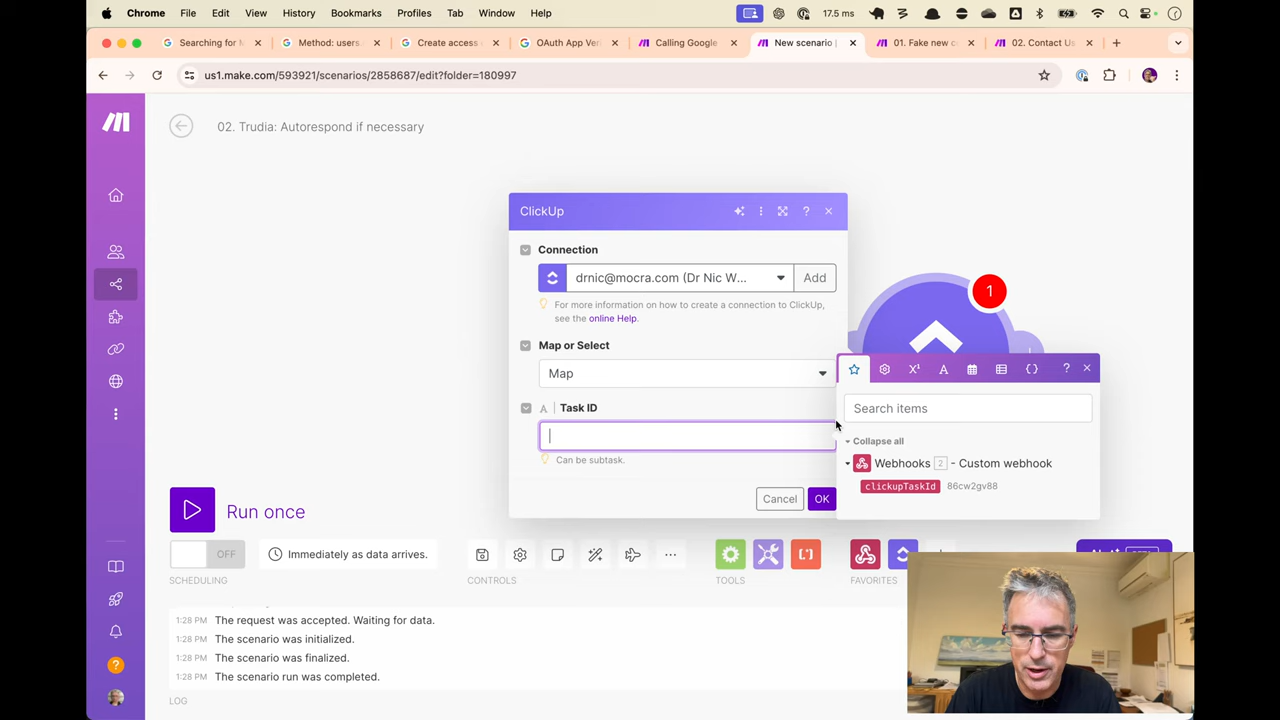 Chrome File Edit View History Bookmarks Profiles Tab Window Help 17.5 ms
Searching for Method: users. Create access OAuth App Ver Calling Google New scenario | 01. Fake new c 02. Contact Us
us1.make.com/593921/scenarios/2858687/edit?folder=180997
02. Trudia: Autorespond if necessary
ClickUp
?
Connection
drnic@mocra.com (Dr Nic W... Add
For more information on how to create a connection to ClickUp,
see the online Help.
1
Map or Select
Map
A Task ID
Can be subtask.
Cancel OK
X¹ A { } ?
Search items
Collapse all
Webhooks 2 - Custom webhook
clickupTaskId 86cw2gv88
Run once
OFF Immediately as data arrives.
SCHEDULING CONTROLS TOOLS FAVORITES
1:28 PM The request was accepted. Waiting for data.
1:28 PM The scenario was initialized.
1:28 PM The scenario was finalized.
1:28 PM The scenario run was completed.
LOG